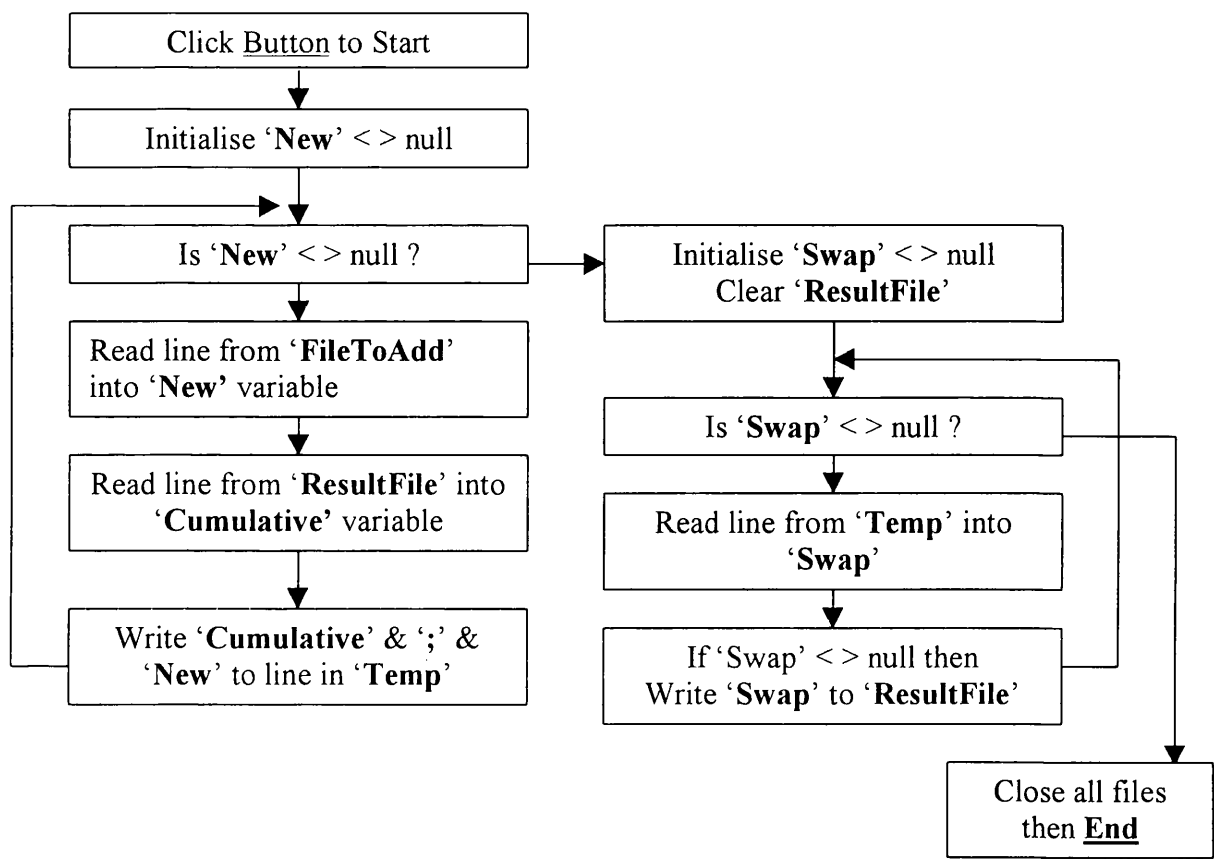 Click Button to Start
Initialise ‘New’ < > null
Is ‘New’ < > null ?
Read line from ‘FileToAdd’
into ‘New’ variable
Read line from ‘ResultFile’ into
‘Cumulative’ variable
Write ‘Cumulative’ & ‘;’ &
‘New’ to line in ‘Temp’
Initialise ‘Swap’ < > null
Clear ‘ResultFile’
Is ‘Swap’ < > null ?
Read line from ‘Temp’ into
‘Swap’
If ‘Swap’ < > null then
Write ‘Swap’ to ‘ResultFile’
Close all files
then End